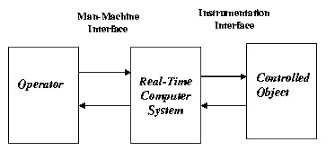 Man-Machine
Interface
Instrumentation
Interface
Operator
Real-Time
Computer
System
Controlled
Object